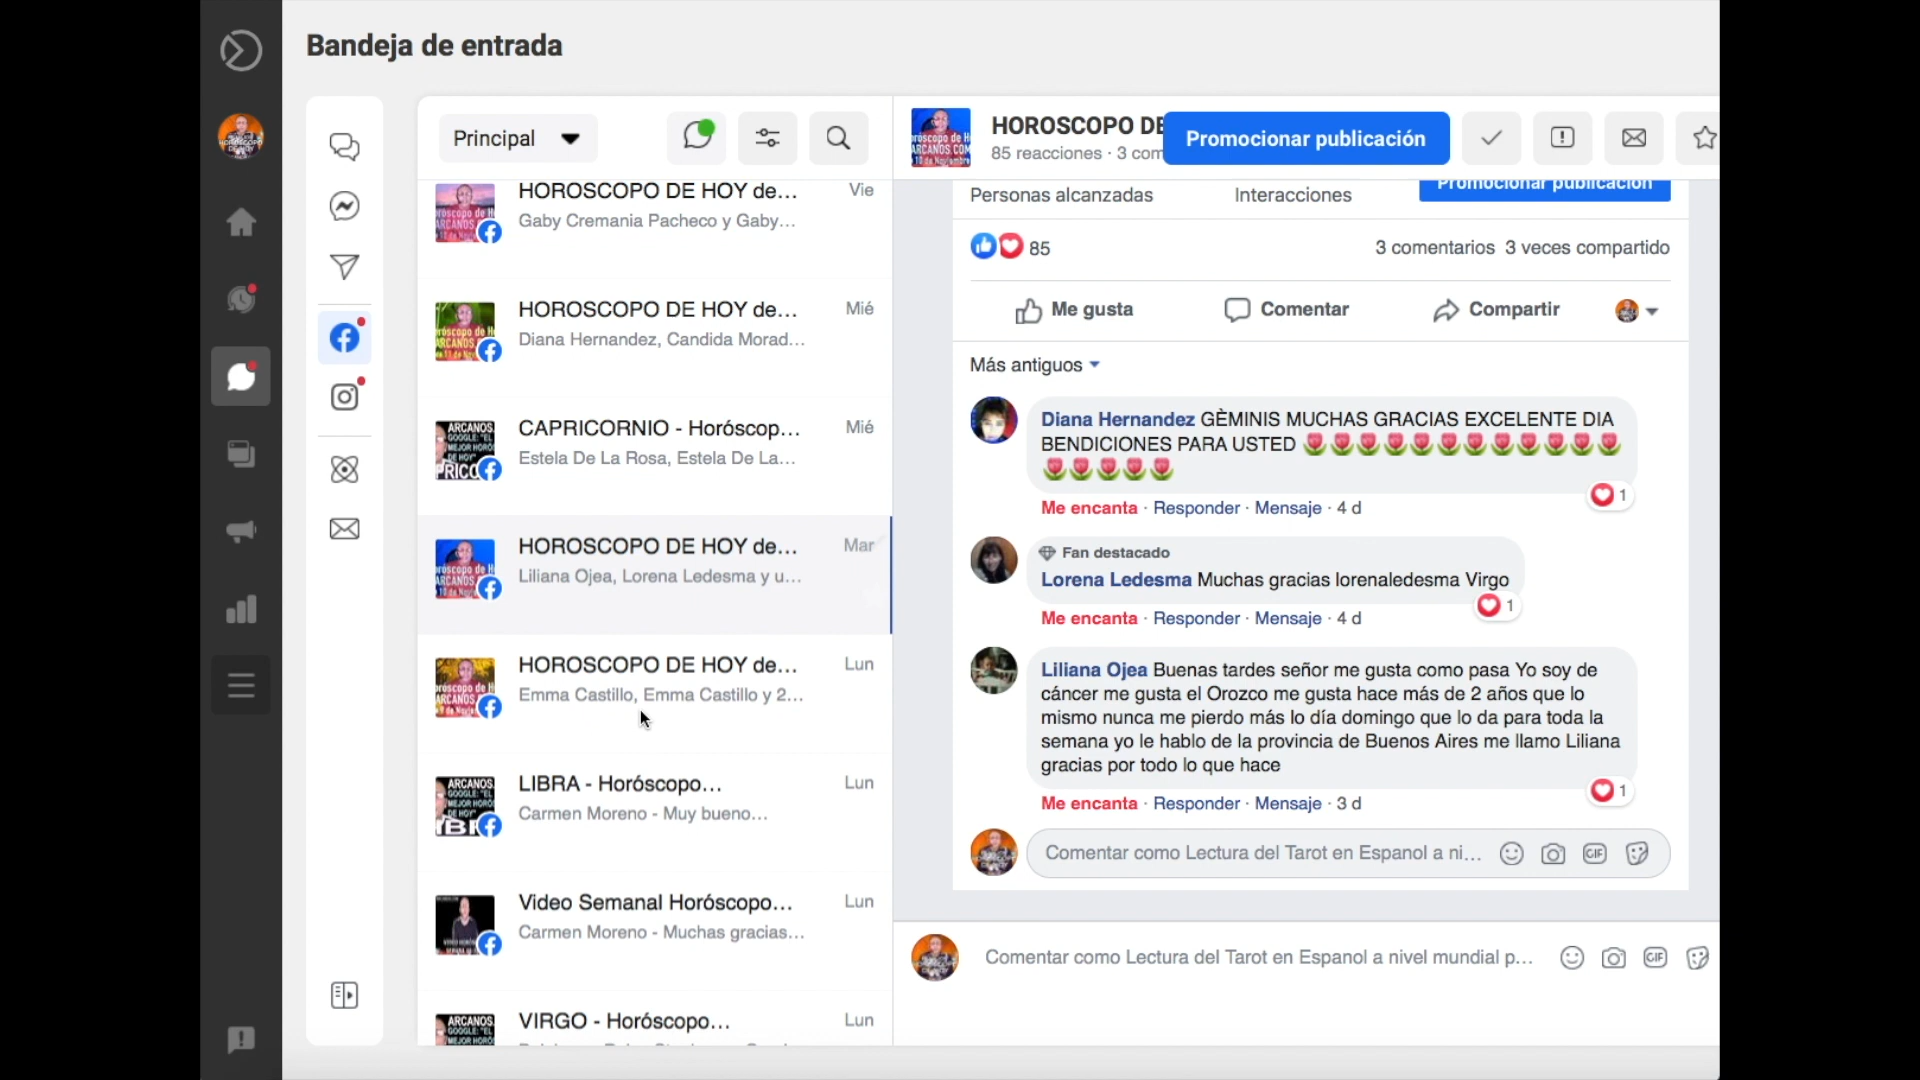 Bandeja de entrada
Principal
HOROSCOPO DE HOY de... Vie
Gaby Cremania Pacheco y Gaby...
HOROSCOPO DE HOY de... Mié
Diana Hernandez, Candida Morad...
CAPRICORNIO - Horóscop... Mié
Estela De La Rosa, Estela De La...
HOROSCOPO DE HOY de... Mar
Liliana Ojea, Lorena Ledesma y u...
HOROSCOPO DE HOY de... Lun
Emma Castillo, Emma Castillo y 2...
LIBRA - Horóscopo... Lun
Carmen Moreno - Muy bueno...
Video Semanal Horóscopo... Lun
Carmen Moreno - Muchas gracias...
VIRGO - Horóscopo... Lun
HOROSCOPO DE
85 reacciones · 3 com
Promocionar publicación
Personas alcanzadas
Interacciones
Promocionar publicación
85
3 comentarios 3 veces compartido
Me gusta
Comentar
Compartir
Más antiguos
Diana Hernandez GÈMINIS MUCHAS GRACIAS EXCELENTE DIA
BENDICIONES PARA USTED 🌷🌷🌷🌷🌷🌷🌷🌷🌷🌷🌷🌷
🌷🌷🌷🌷🌷
1
Me encanta · Responder · Mensaje · 4 d
Fan destacado
Lorena Ledesma Muchas gracias lorenaledesma Virgo
1
Me encanta · Responder · Mensaje · 4 d
Liliana Ojea Buenas tardes señor me gusta como pasa Yo soy de
cáncer me gusta el Orozco me gusta hace más de 2 años que lo
mismo nunca me pierdo más lo día domingo que lo da para toda la
semana yo le hablo de la provincia de Buenos Aires me llamo Liliana
gracias por todo lo que hace
1
Me encanta · Responder · Mensaje · 3 d
Comentar como Lectura del Tarot en Espanol a ni...
GIF
Comentar como Lectura del Tarot en Espanol a nivel mundial p...
GIF